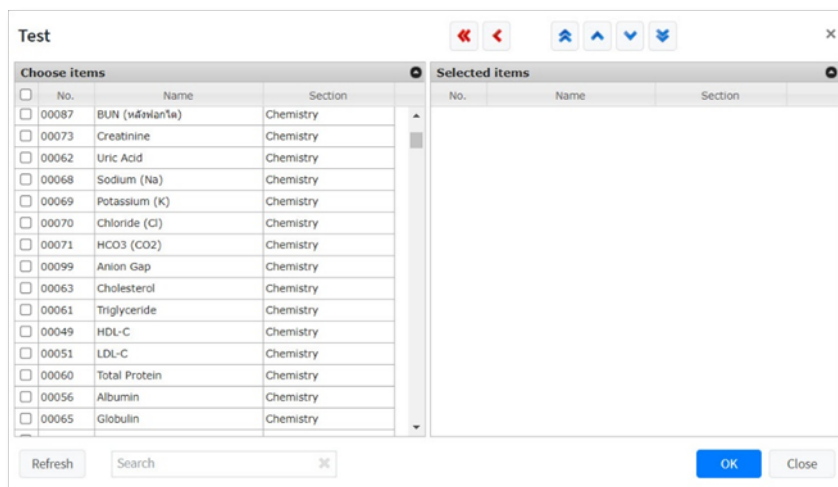 Test
Choose items
Selected items
No. Name Section
No. Name Section
00087 BUN (หลังฟอกไต) Chemistry
00073 Creatinine Chemistry
00062 Uric Acid Chemistry
00068 Sodium (Na) Chemistry
00069 Potassium (K) Chemistry
00070 Chloride (Cl) Chemistry
00071 HCO3 (CO2) Chemistry
00099 Anion Gap Chemistry
00063 Cholesterol Chemistry
00061 Triglyceride Chemistry
00049 HDL-C Chemistry
00051 LDL-C Chemistry
00060 Total Protein Chemistry
00056 Albumin Chemistry
00065 Globulin Chemistry
Refresh Search OK Close